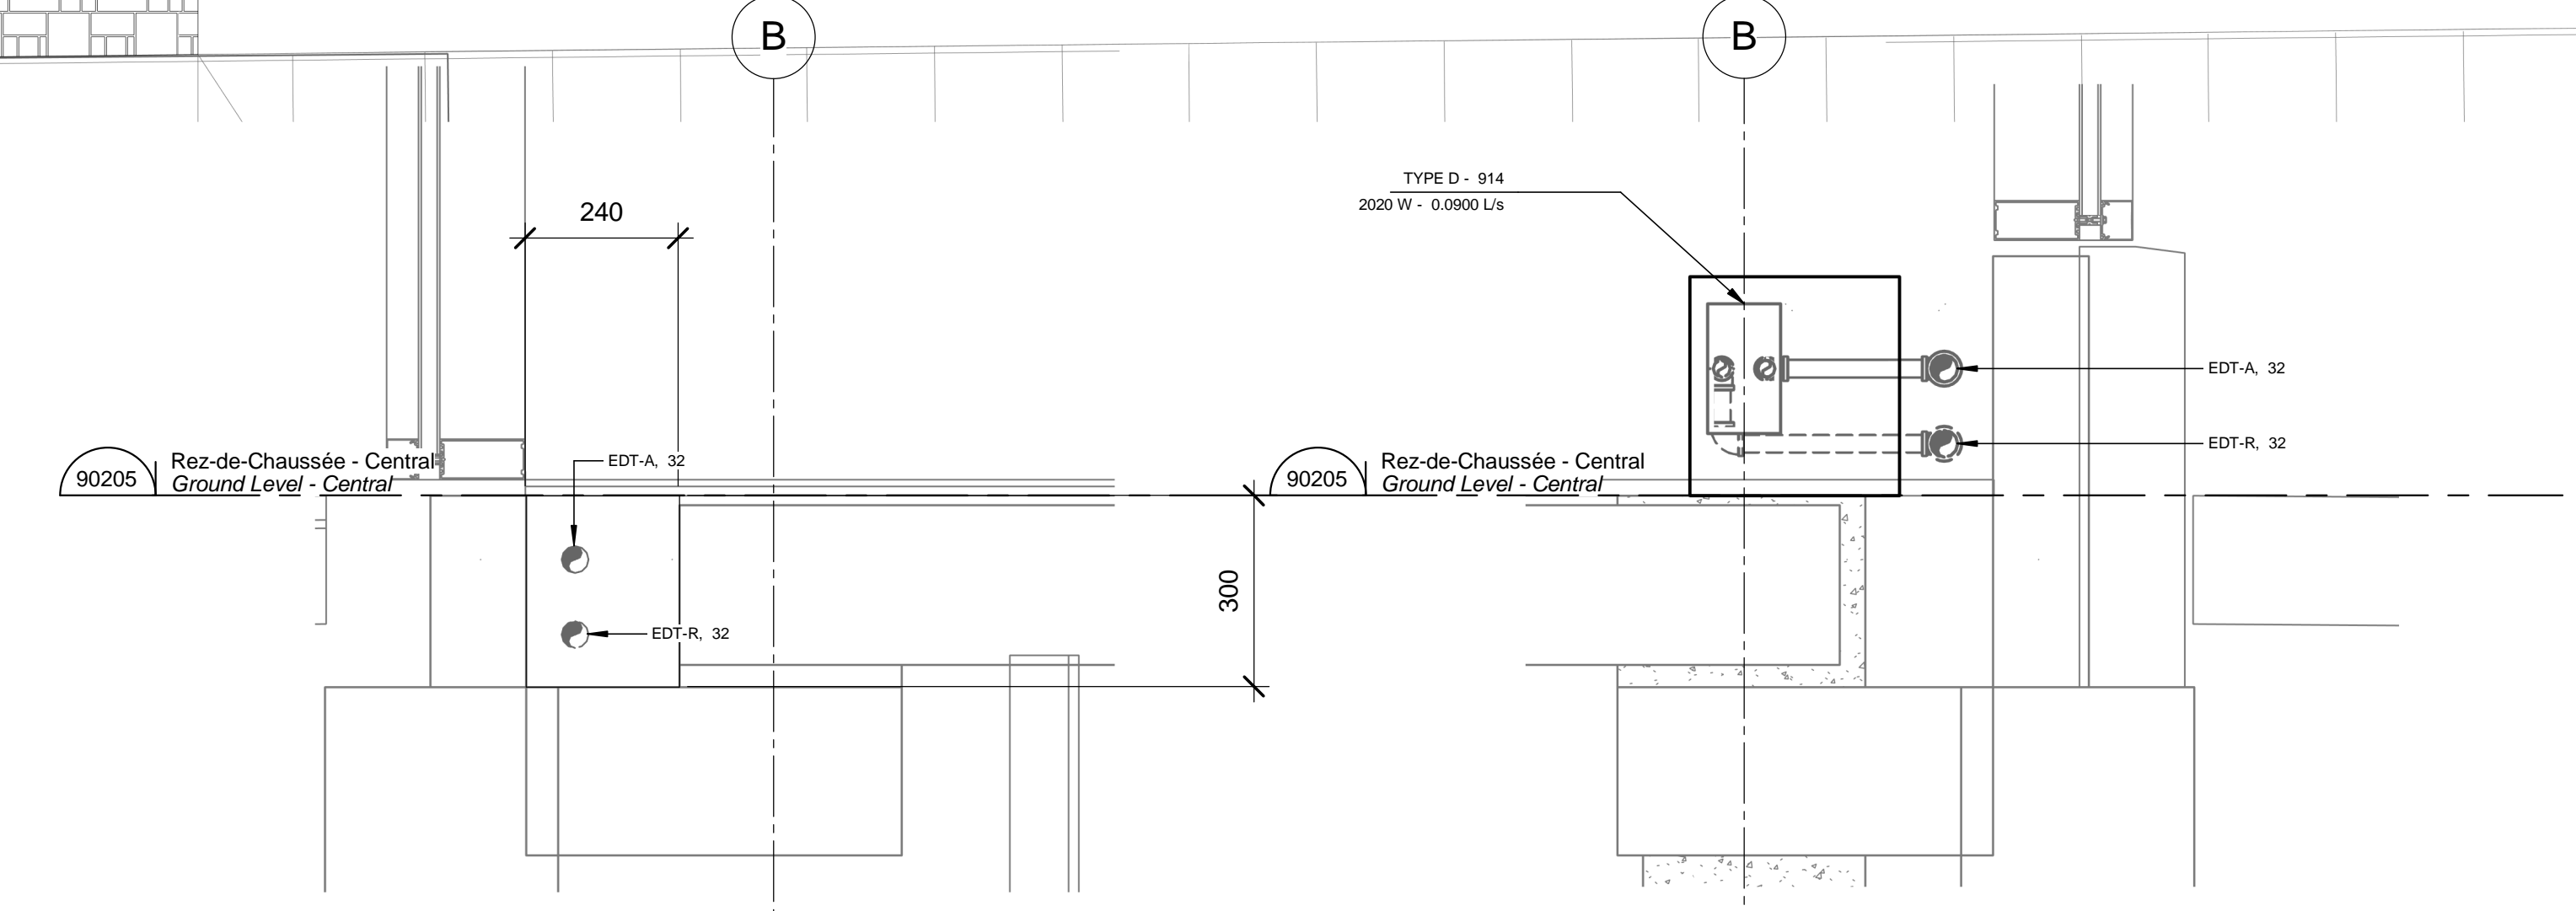 B
B
TYPE D - 914
2020 W - 0.0900 L/s
240
EDT-A, 32
EDT-R, 32
90205
Rez-de-Chaussée - Central
Ground Level - Central
EDT-A, 32
90205
Rez-de-Chaussée - Central
Ground Level - Central
300
EDT-R, 32